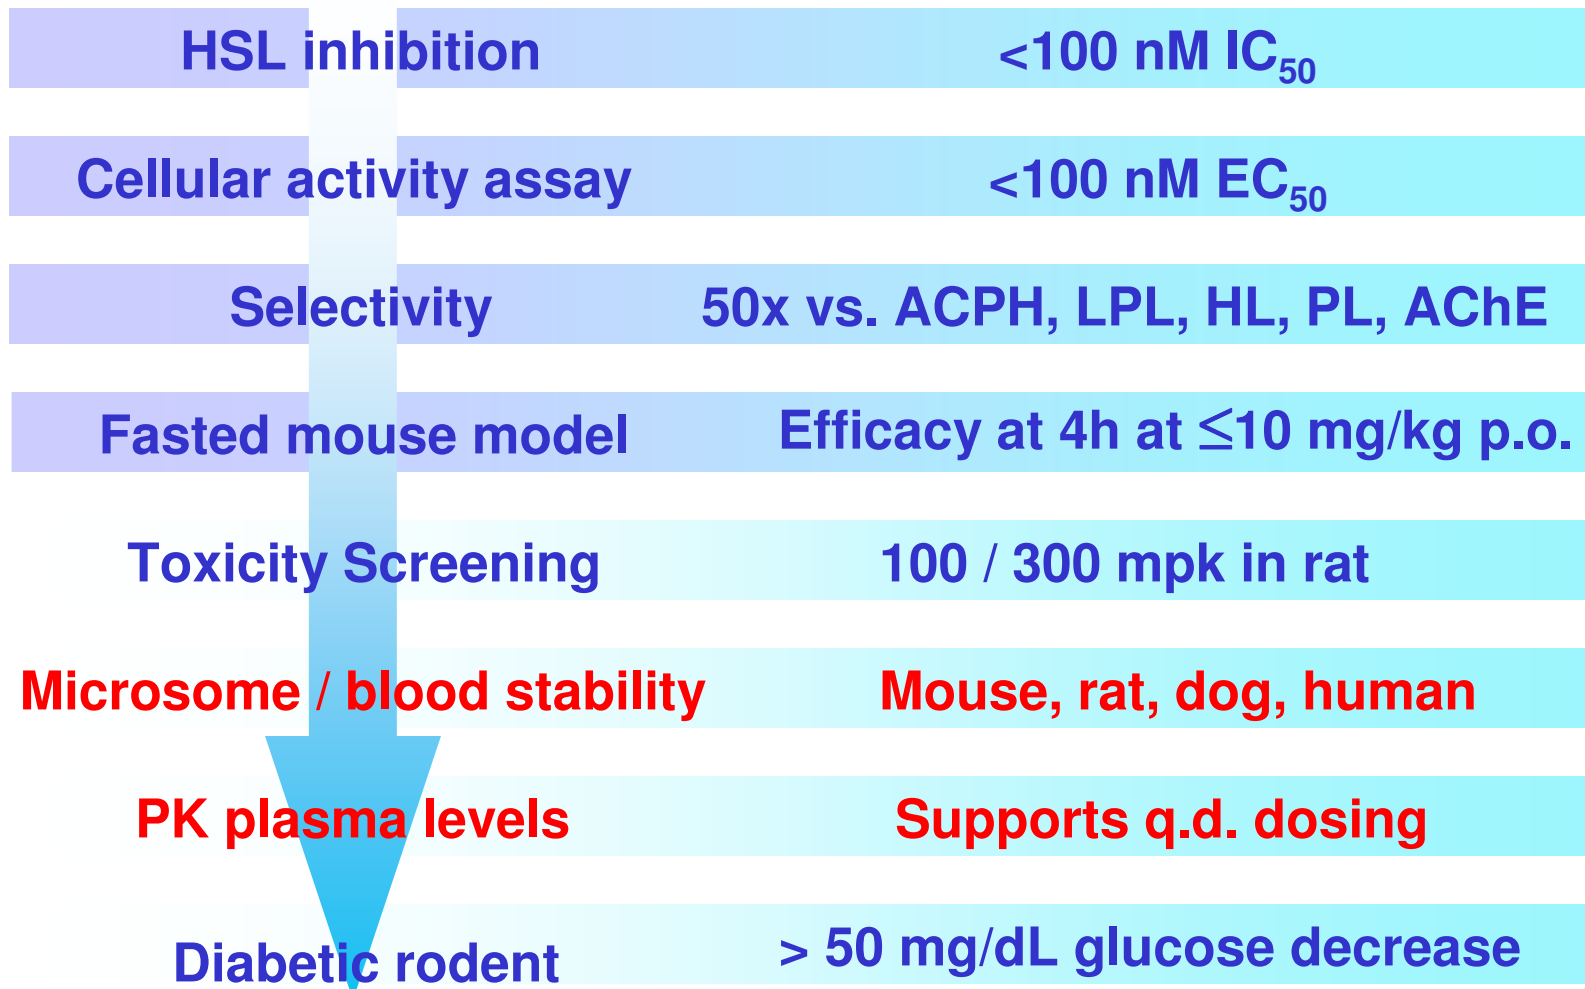 HSL inhibition <100 nM IC50
Cellular activity assay <100 nM EC50
Selectivity 50x vs. ACPH, LPL, HL, PL, AChE
Fasted mouse model Efficacy at 4h at ≤10 mg/kg p.o.
Toxicity Screening 100 / 300 mpk in rat
Microsome / blood stability Mouse, rat, dog, human
PK plasma levels Supports q.d. dosing
Diabetic rodent > 50 mg/dL glucose decrease